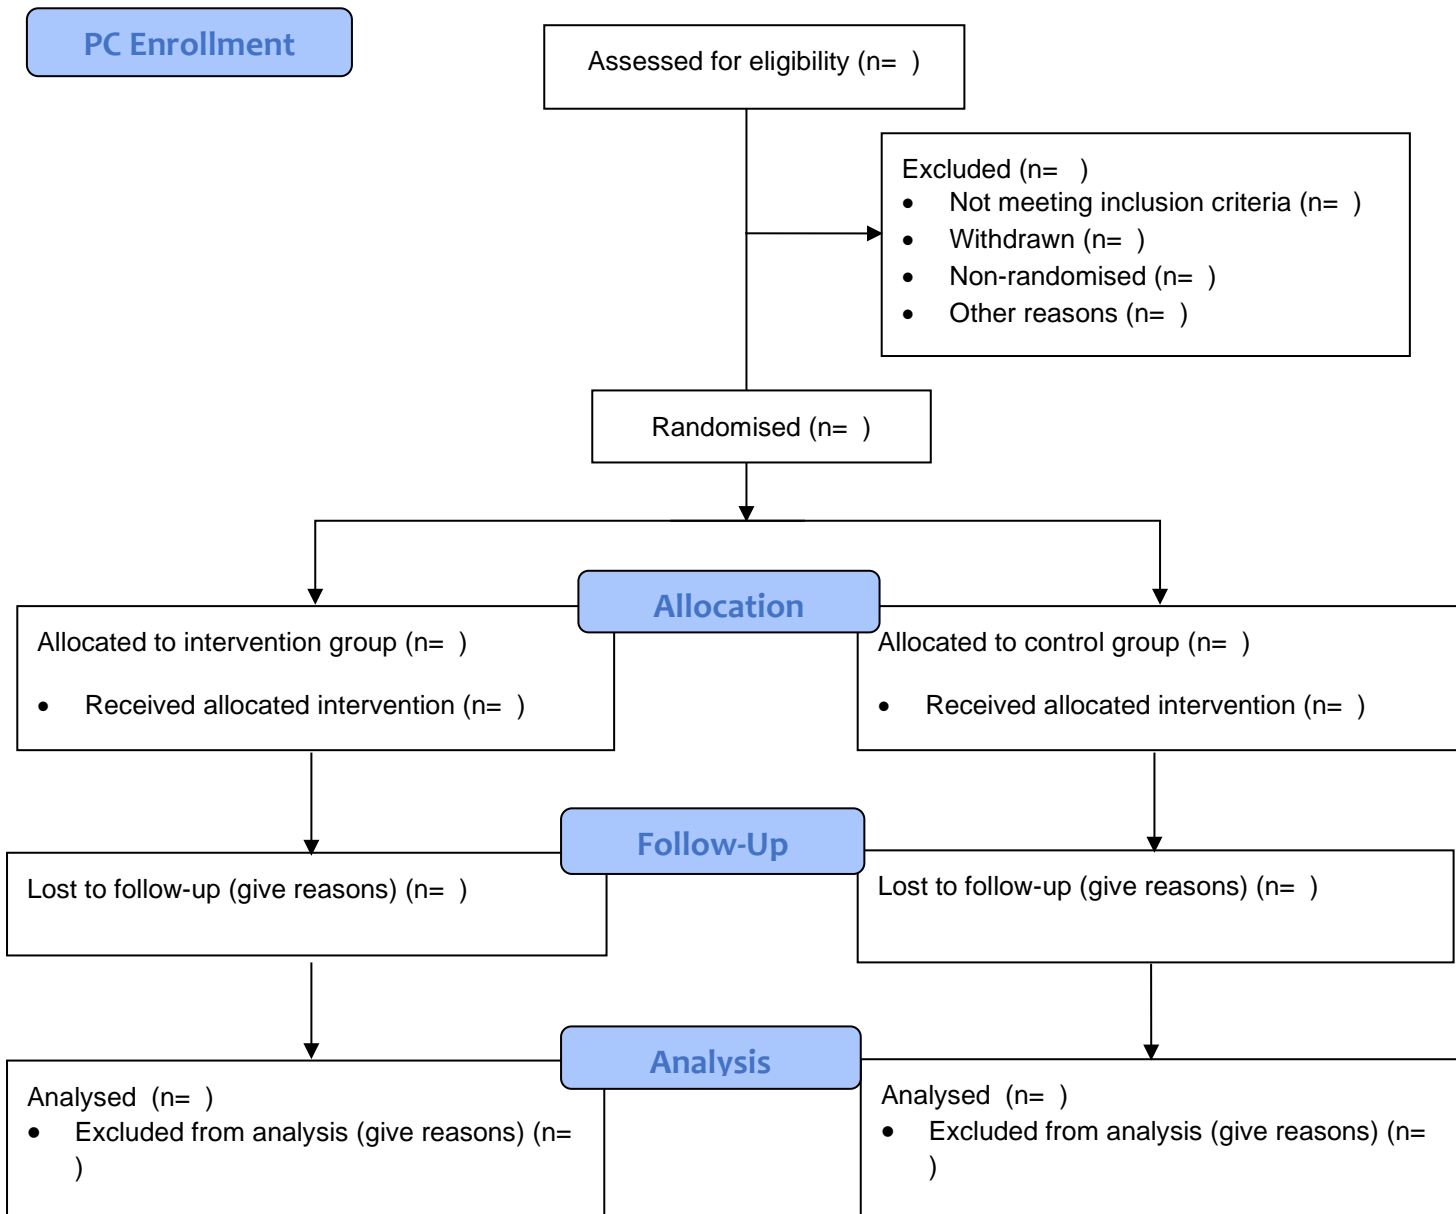 PC Enrollment
Assessed for eligibility (n=  )
Excluded (n=   )
• Not meeting inclusion criteria (n=  )
• Withdrawn (n=  )
• Non-randomised (n=  )
• Other reasons (n=  )
Randomised (n=  )
Allocation
Allocated to intervention group (n=  )
• Received allocated intervention (n=  )
Allocated to control group (n=  )
• Received allocated intervention (n=  )
Follow-Up
Lost to follow-up (give reasons) (n=  )
Lost to follow-up (give reasons) (n=  )
Analysis
Analysed  (n=  )
• Excluded from analysis (give reasons) (n=
)
Analysed  (n=  )
• Excluded from analysis (give reasons) (n=
)